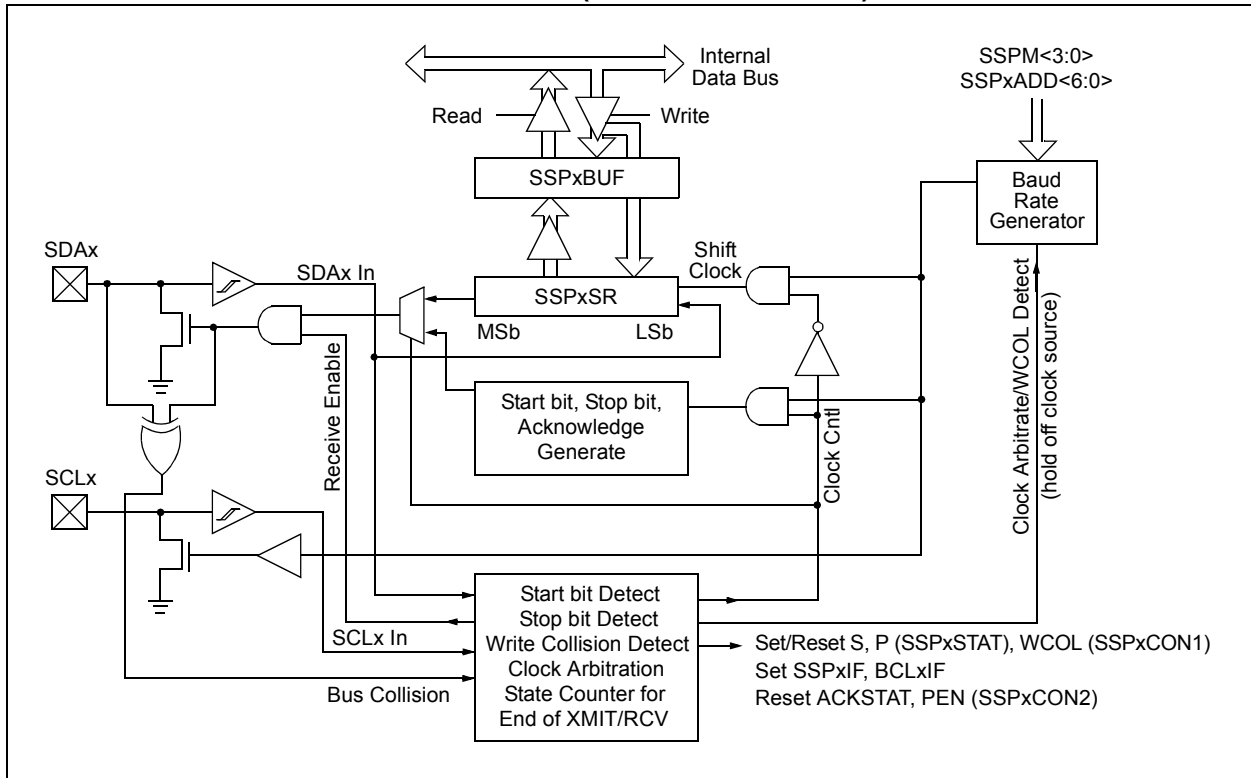 Internal
Data Bus
SSPM<3:0>
SSPxADD<6:0>
Read
Write
SSPxBUF
Baud
Rate
Generator
SDAx
SDAx In
Shift
Clock
SSPxSR
MSb
LSb
Start bit, Stop bit,
Acknowledge
Generate
Receive Enable
Clock Cntl
Clock Arbitrate/WCOL Detect
(hold off clock source)
SCLx
SCLx In
Bus Collision
Start bit Detect
Stop bit Detect
Write Collision Detect
Clock Arbitration
State Counter for
End of XMIT/RCV
Set/Reset S, P (SSPxSTAT), WCOL (SSPxCON1)
Set SSPxIF, BCLxIF
Reset ACKSTAT, PEN (SSPxCON2)